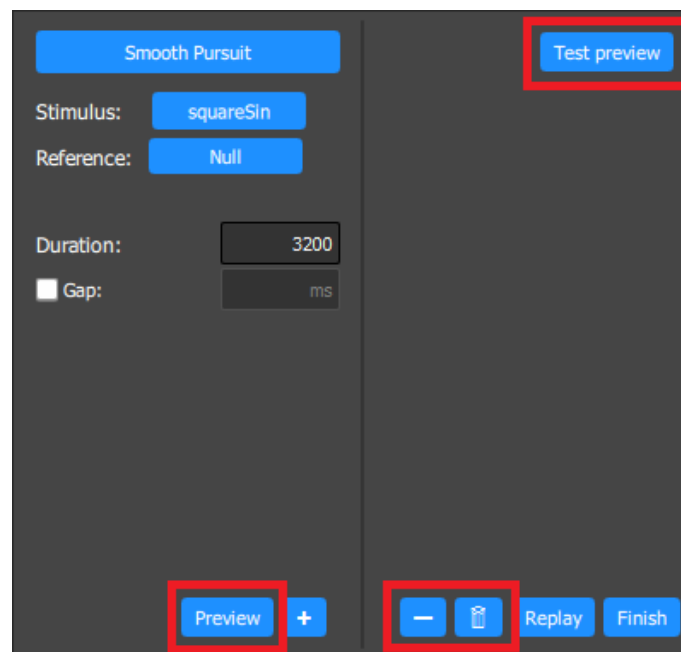 Smooth Pursuit
Test preview
Stimulus: squareSin
Reference: Null
Duration: 3200
Gap: ms
Preview + − Replay Finish